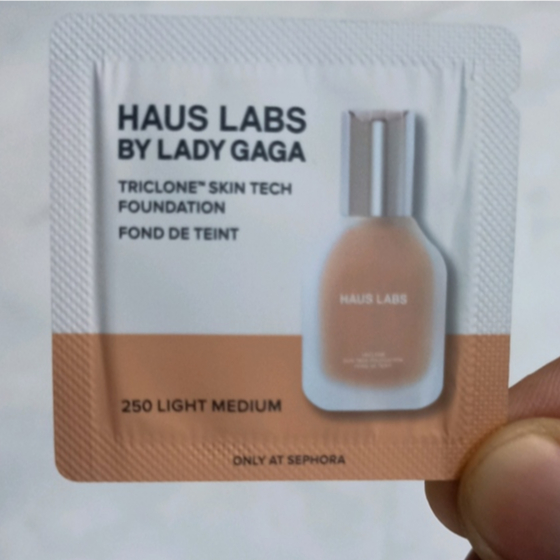 HAUS LABS
BY LADY GAGA
TRICLONE™ SKIN TECH
FOUNDATION
FOND DE TEINT
HAUS LABS
250 LIGHT MEDIUM
ONLY AT SEPHORA